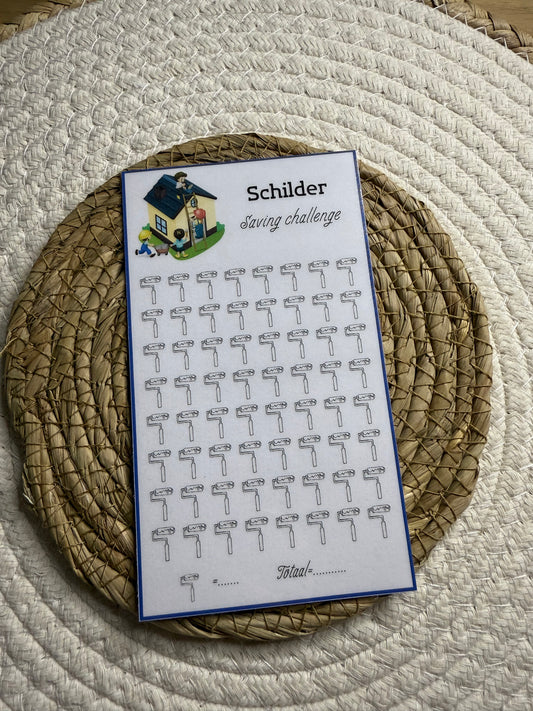 Schilder
Saving challenge
=.......
Totaal=...........